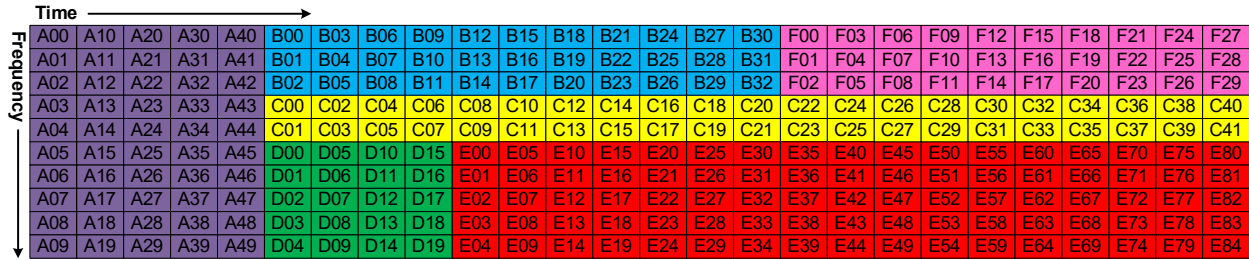 Time
Frequency
A00 A10 A20 A30 A40 B00 B03 B06 B09 B12 B15 B18 B21 B24 B27 B30 F00 F03 F06 F09 F12 F15 F18 F21 F24 F27
A01 A11 A21 A31 A41 B01 B04 B07 B10 B13 B16 B19 B22 B25 B28 B31 F01 F04 F07 F10 F13 F16 F19 F22 F25 F28
A02 A12 A22 A32 A42 B02 B05 B08 B11 B14 B17 B20 B23 B26 B29 B32 F02 F05 F08 F11 F14 F17 F20 F23 F26 F29
A03 A13 A23 A33 A43 C00 C02 C04 C06 C08 C10 C12 C14 C16 C18 C20 C22 C24 C26 C28 C30 C32 C34 C36 C38 C40
A04 A14 A24 A34 A44 C01 C03 C05 C07 C09 C11 C13 C15 C17 C19 C21 C23 C25 C27 C29 C31 C33 C35 C37 C39 C41
A05 A15 A25 A35 A45 D00 D05 D10 D15 E00 E05 E10 E15 E20 E25 E30 E35 E40 E45 E50 E55 E60 E65 E70 E75 E80
A06 A16 A26 A36 A46 D01 D06 D11 D16 E01 E06 E11 E16 E21 E26 E31 E36 E41 E46 E51 E56 E61 E66 E71 E76 E81
A07 A17 A27 A37 A47 D02 D07 D12 D17 E02 E07 E12 E17 E22 E27 E32 E37 E42 E47 E52 E57 E62 E67 E72 E77 E82
A08 A18 A28 A38 A48 D03 D08 D13 D18 E03 E08 E13 E18 E23 E28 E33 E38 E43 E48 E53 E58 E63 E68 E73 E78 E83
A09 A19 A29 A39 A49 D04 D09 D14 D19 E04 E09 E14 E19 E24 E29 E34 E39 E44 E49 E54 E59 E64 E69 E74 E79 E84